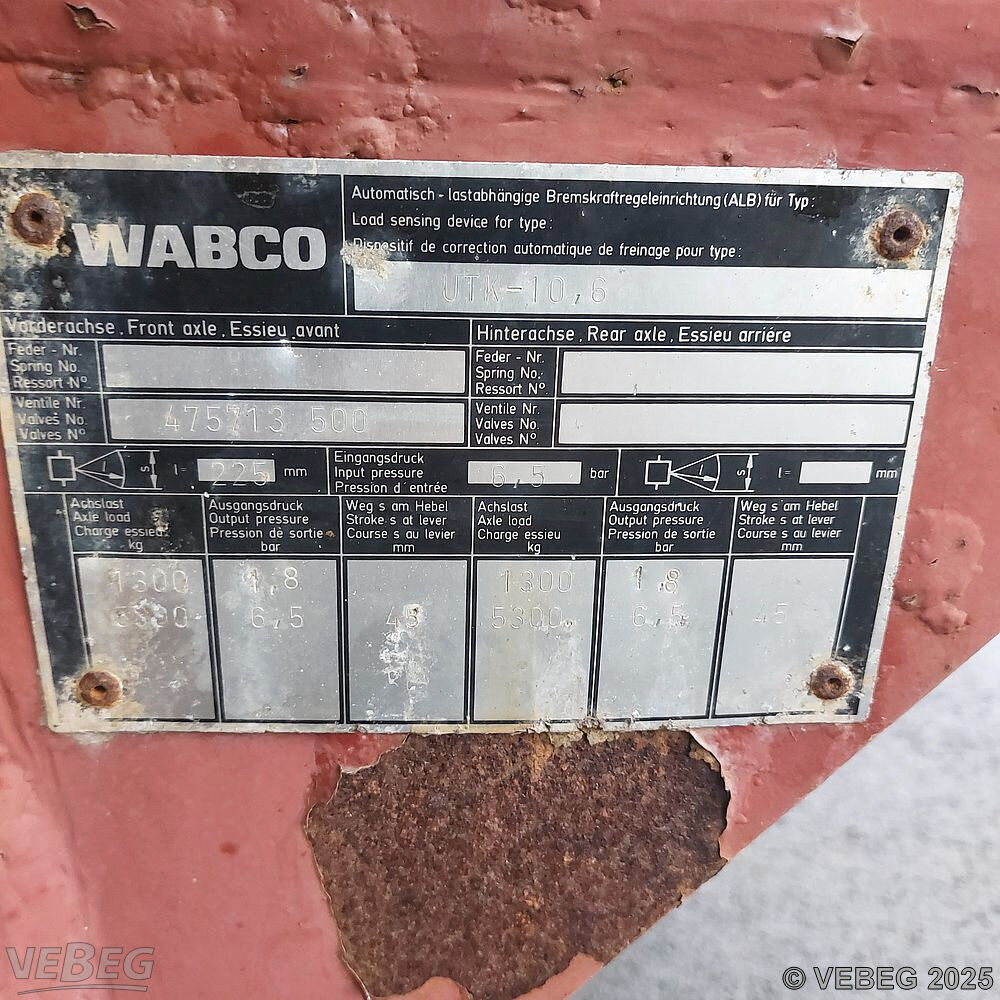 WABCO
Automatisch - lastabhängige Bremskraftregeleinrichtung (ALB) für Typ:
Load sensing device for type:
Dispositif de correction automatique de freinage pour type:
UTK-10,6
Vorderachse, Front axle, Essieu avant
Hinterachse, Rear axle, Essieu arriére
Feder - Nr.
Spring No.
Ressort N°
Feder - Nr.
Spring No.
Ressort N°
Ventile Nr.
Valves No.
Valves N°
475713 500
Ventile Nr.
Valves No.
Valves N°
l = 225 mm
Eingangsdruck
Input pressure
Pression d'entrée
6,5 bar
l = mm
Achslast
Axle load
Charge essieu
kg
Ausgangsdruck
Output pressure
Pression de sortie
bar
Weg s am Hebel
Stroke s at lever
Course s au levier
mm
Achslast
Axle load
Charge essieu
kg
Ausgangsdruck
Output pressure
Pression de sortie
bar
Weg s am Hebel
Stroke s at lever
Course s au levier
mm
1300 1,8 1300 1,8
5300 6,5 45 5300 6,5 45
VEBEG
© VEBEG 2025